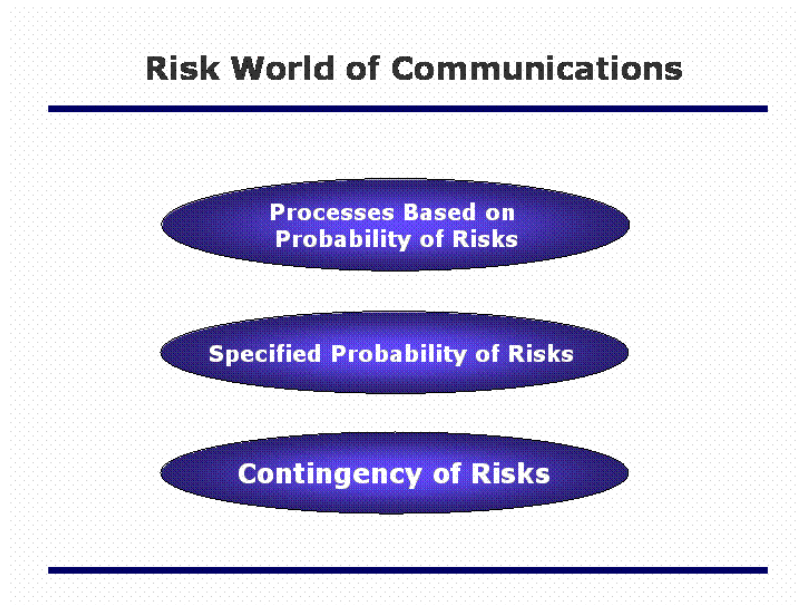 Risk World of Communications
Processes Based on
Probability of Risks
Specified Probability of Risks
Contingency of Risks